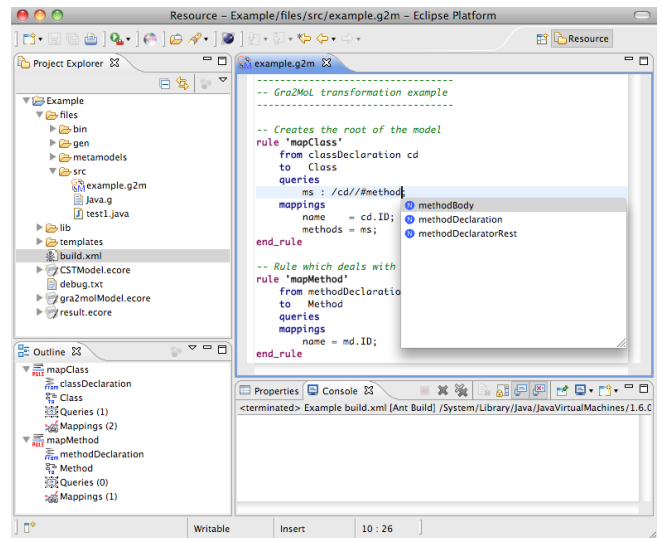 Resource - Example/files/src/example.g2m - Eclipse Platform
Resource
Project Explorer
Example
files
bin
gen
metamodels
src
example.g2m
Java.g
test1.java
lib
templates
build.xml
CSTModel.ecore
debug.txt
gra2molModel.ecore
result.ecore
example.g2m
-----------------------------------
-- Gra2MoL transformation example
-----------------------------------
-- Creates the root of the model
rule 'mapClass'
from classDeclaration cd
to Class
queries
ms : /cd//#method;
mappings
name = cd.ID;
methods = ms;
end_rule
methodBody
methodDeclaration
methodDeclaratorRest
-- Rule which deals with
rule 'mapMethod'
from methodDeclaratio
to Method
queries
mappings
name = md.ID;
end_rule
Outline
mapClass
classDeclaration
Class
Queries (1)
Mappings (2)
mapMethod
methodDeclaration
Method
Queries (0)
Mappings (1)
Properties Console
<terminated> Example build.xml [Ant Build] /System/Library/Java/JavaVirtualMachines/1.6.0
Writable Insert 10 : 26